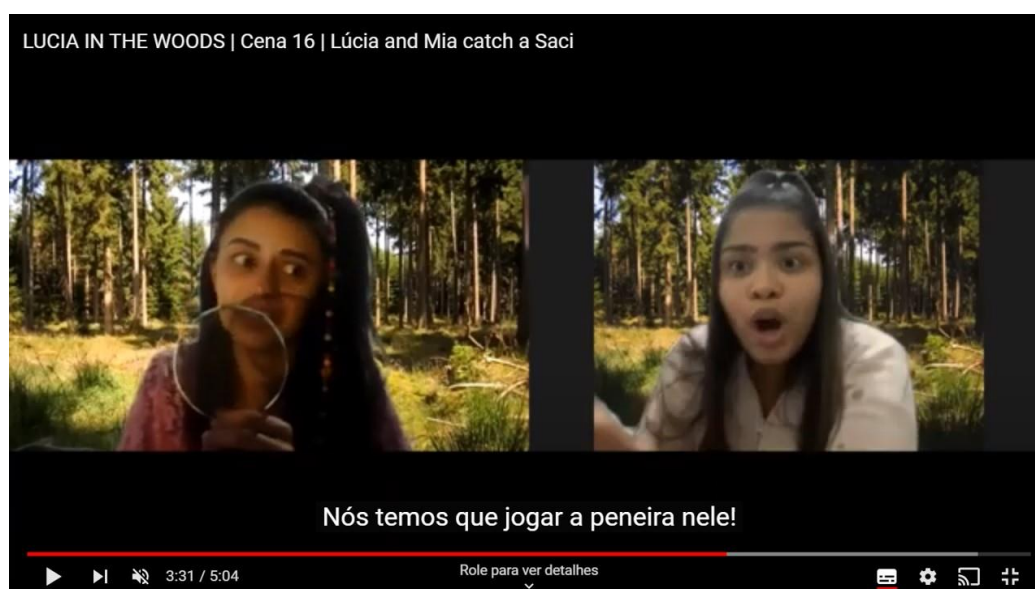 LUCIA IN THE WOODS | Cena 16 | Lúcia and Mia catch a Saci
Nós temos que jogar a peneira nele!
3:31 / 5:04
Role para ver detalhes